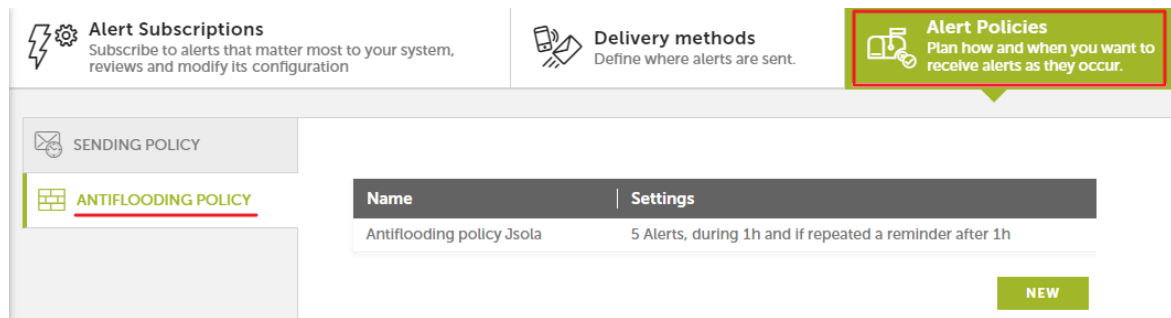 Alert Subscriptions
Subscribe to alerts that matter most to your system,
reviews and modify its configuration
Delivery methods
Define where alerts are sent.
Alert Policies
Plan how and when you want to
receive alerts as they occur.
SENDING POLICY
ANTIFLOODING POLICY
Name
Settings
Antiflooding policy Jsola
5 Alerts, during 1h and if repeated a reminder after 1h
NEW